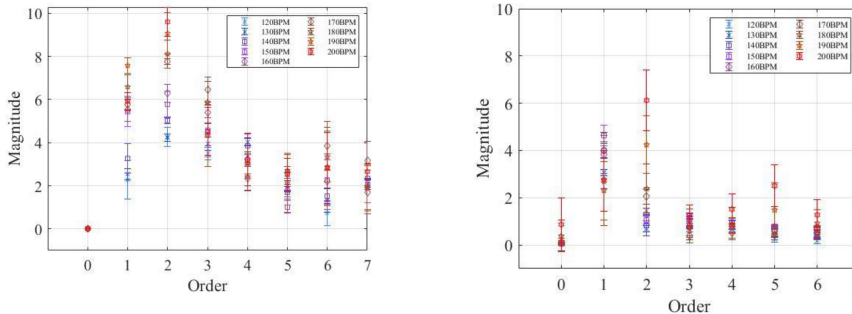 10
8
6
4
2
0
Magnitude
0 1 2 3 4 5 6 7
Order
120BPM 170BPM
130BPM 180BPM
140BPM 190BPM
150BPM 200BPM
160BPM
10
8
6
4
2
0
Magnitude
0 1 2 3 4 5 6
Order
120BPM 170BPM
130BPM 180BPM
140BPM 190BPM
150BPM 200BPM
160BPM